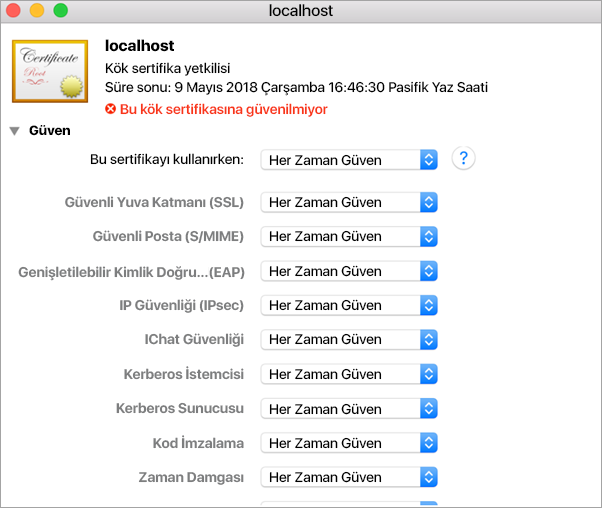 localhost
Certificate
Root
localhost
Kök sertifika yetkilisi
Süre sonu: 9 Mayıs 2018 Çarşamba 16:46:30 Pasifik Yaz Saati
Bu kök sertifikasına güvenilmiyor
Güven
Bu sertifikayı kullanırken: Her Zaman Güven ?
Güvenli Yuva Katmanı (SSL) Her Zaman Güven
Güvenli Posta (S/MIME) Her Zaman Güven
Genişletilebilir Kimlik Doğru...(EAP) Her Zaman Güven
IP Güvenliği (IPsec) Her Zaman Güven
IChat Güvenliği Her Zaman Güven
Kerberos İstemcisi Her Zaman Güven
Kerberos Sunucusu Her Zaman Güven
Kod İmzalama Her Zaman Güven
Zaman Damgası Her Zaman Güven